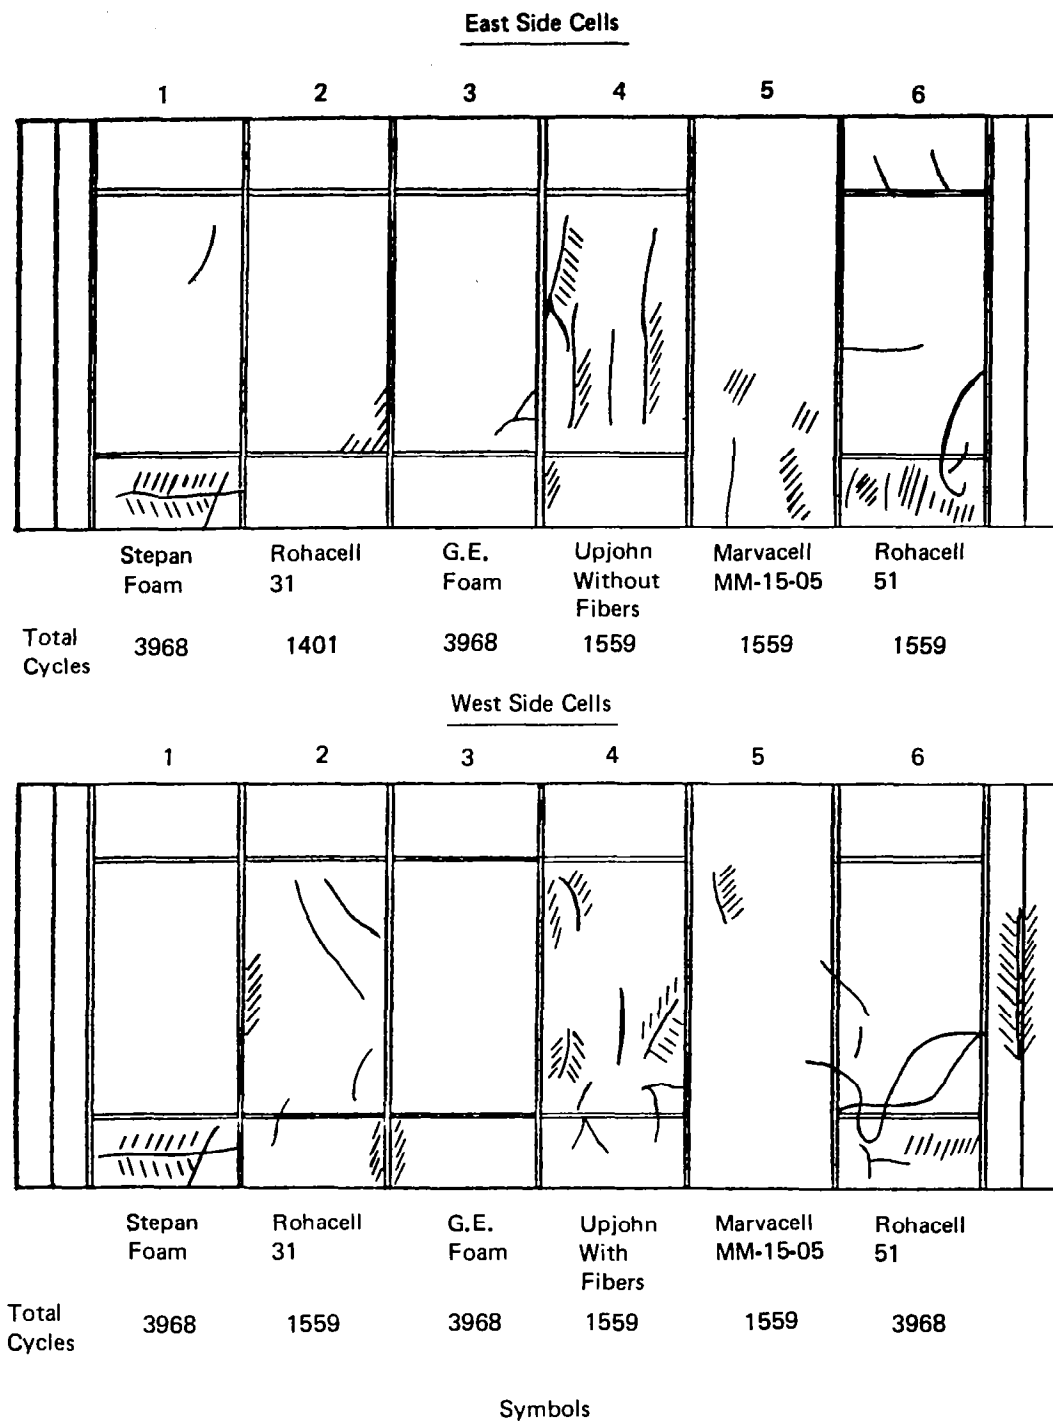 East Side Cells
1 2 3 4 5 6
Stepan Rohacell G.E. Upjohn Marvacell Rohacell
Foam 31 Foam Without MM-15-05 51
Fibers
Total 3968 1401 3968 1559 1559 1559
Cycles
West Side Cells
1 2 3 4 5 6
Stepan Rohacell G.E. Upjohn Marvacell Rohacell
Foam 31 Foam With MM-15-05 51
Fibers
Total 3968 1559 3968 1559 1559 3968
Cycles
Symbols